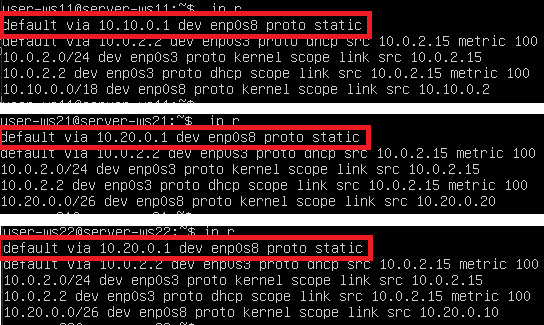 user-ws11@server-ws11:~$ ip r
default via 10.10.0.1 dev enp0s8 proto static
default via 10.0.2.2 dev enp0s3 proto dhcp src 10.0.2.15 metric 100
10.0.2.0/24 dev enp0s3 proto kernel scope link src 10.0.2.15
10.0.2.2 dev enp0s3 proto dhcp scope link src 10.0.2.15 metric 100
10.10.0.0/18 dev enp0s8 proto kernel scope link src 10.10.0.2
user-ws21@server-ws21:~$ ip r
default via 10.20.0.1 dev enp0s8 proto static
default via 10.0.2.2 dev enp0s3 proto dhcp src 10.0.2.15 metric 100
10.0.2.0/24 dev enp0s3 proto kernel scope link src 10.0.2.15
10.0.2.2 dev enp0s3 proto dhcp scope link src 10.0.2.15 metric 100
10.20.0.0/26 dev enp0s8 proto kernel scope link src 10.20.0.20
user-ws22@server-ws22:~$ ip r
default via 10.20.0.1 dev enp0s8 proto static
default via 10.0.2.2 dev enp0s3 proto dhcp src 10.0.2.15 metric 100
10.0.2.0/24 dev enp0s3 proto kernel scope link src 10.0.2.15
10.0.2.2 dev enp0s3 proto dhcp scope link src 10.0.2.15 metric 100
10.20.0.0/26 dev enp0s8 proto kernel scope link src 10.20.0.10